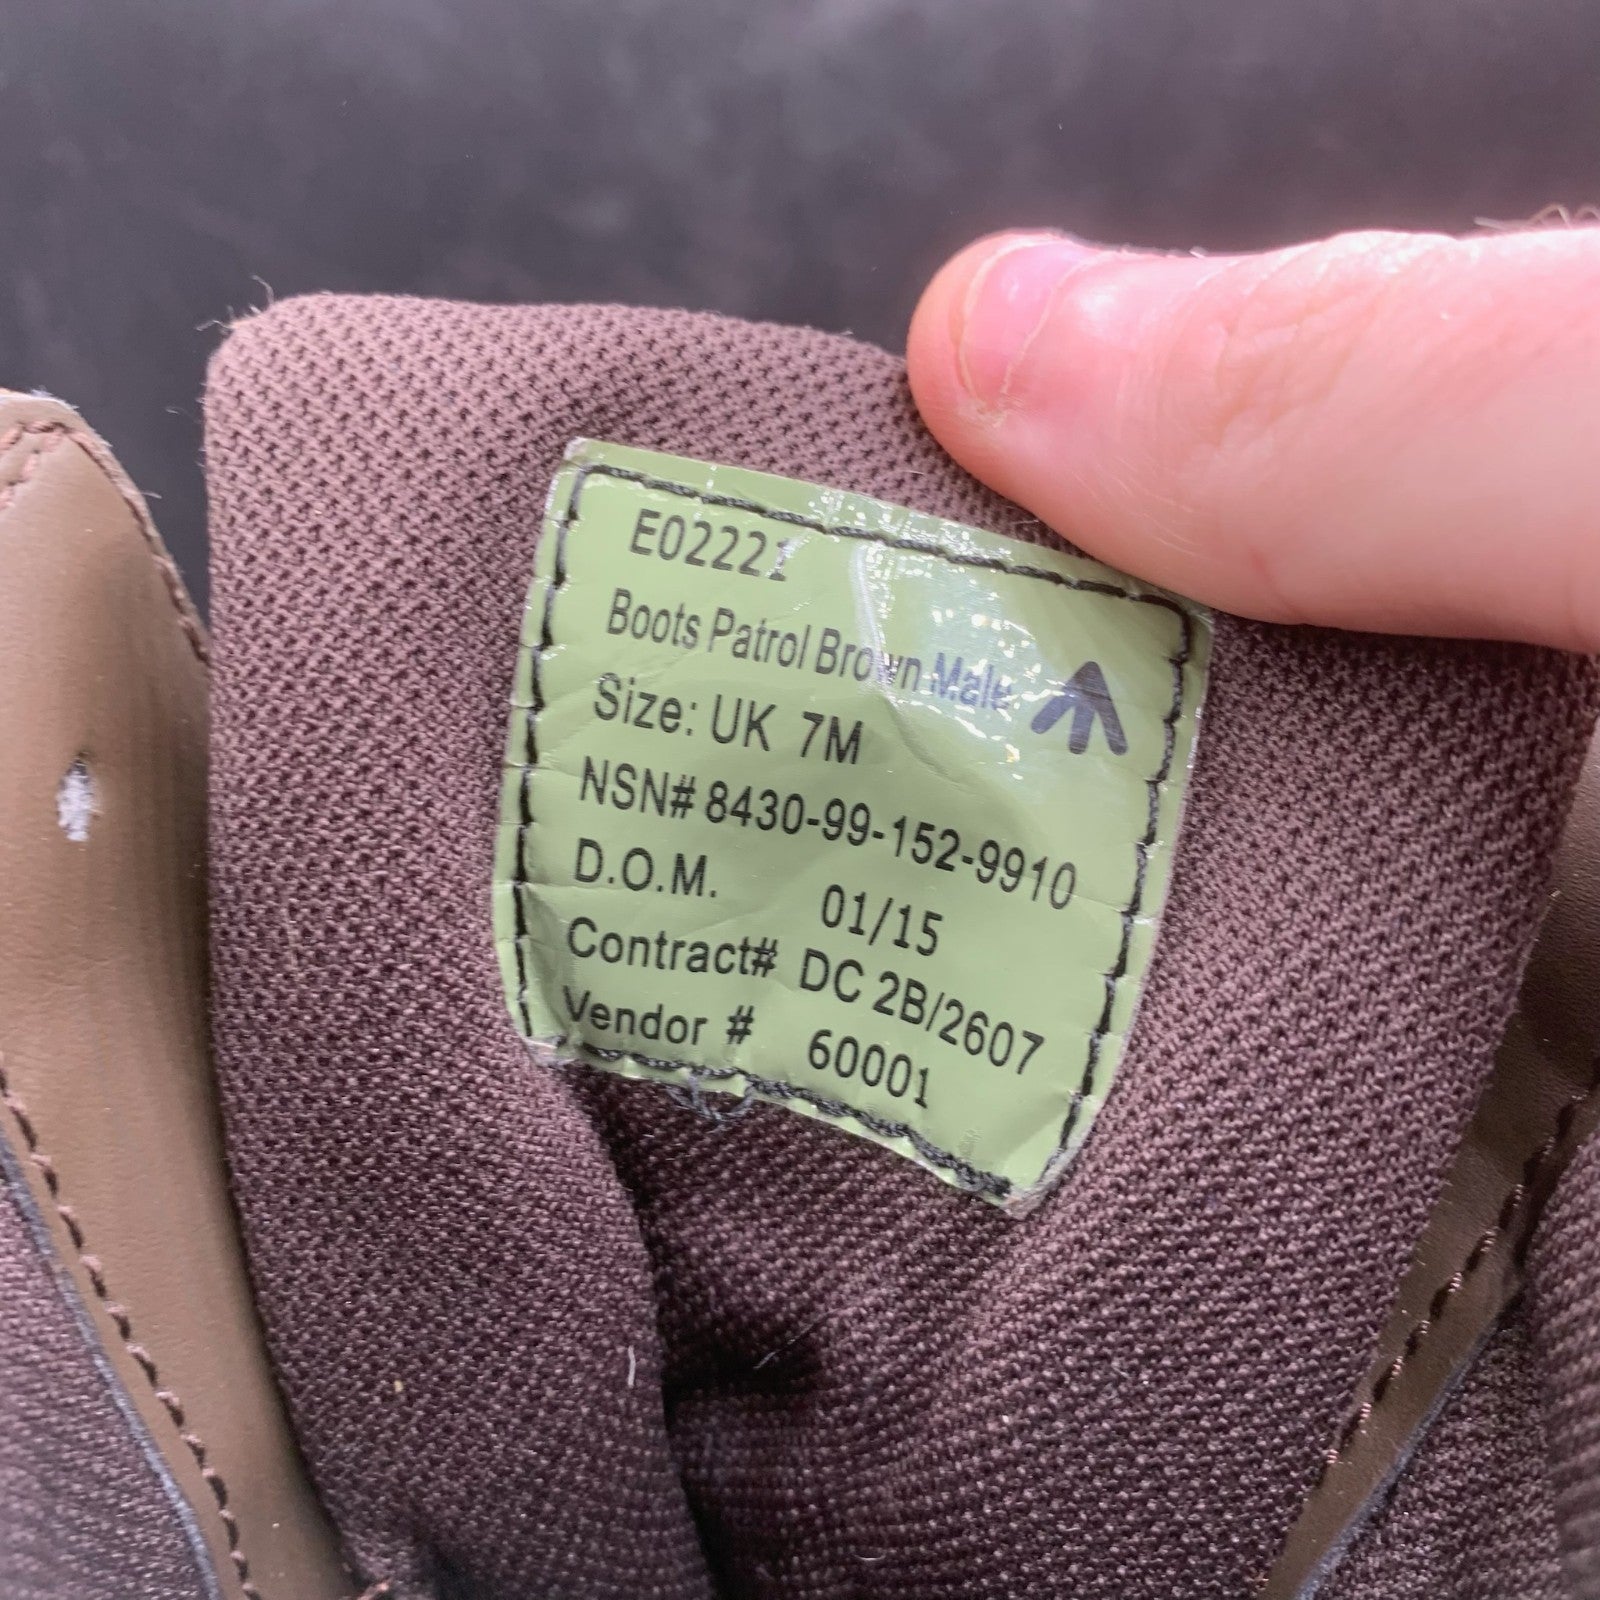 E02221
Boots Patrol Brown Male
Size: UK 7M
NSN# 8430-99-152-9910
D.O.M. 01/15
Contract# DC 2B/2607
Vendor # 60001